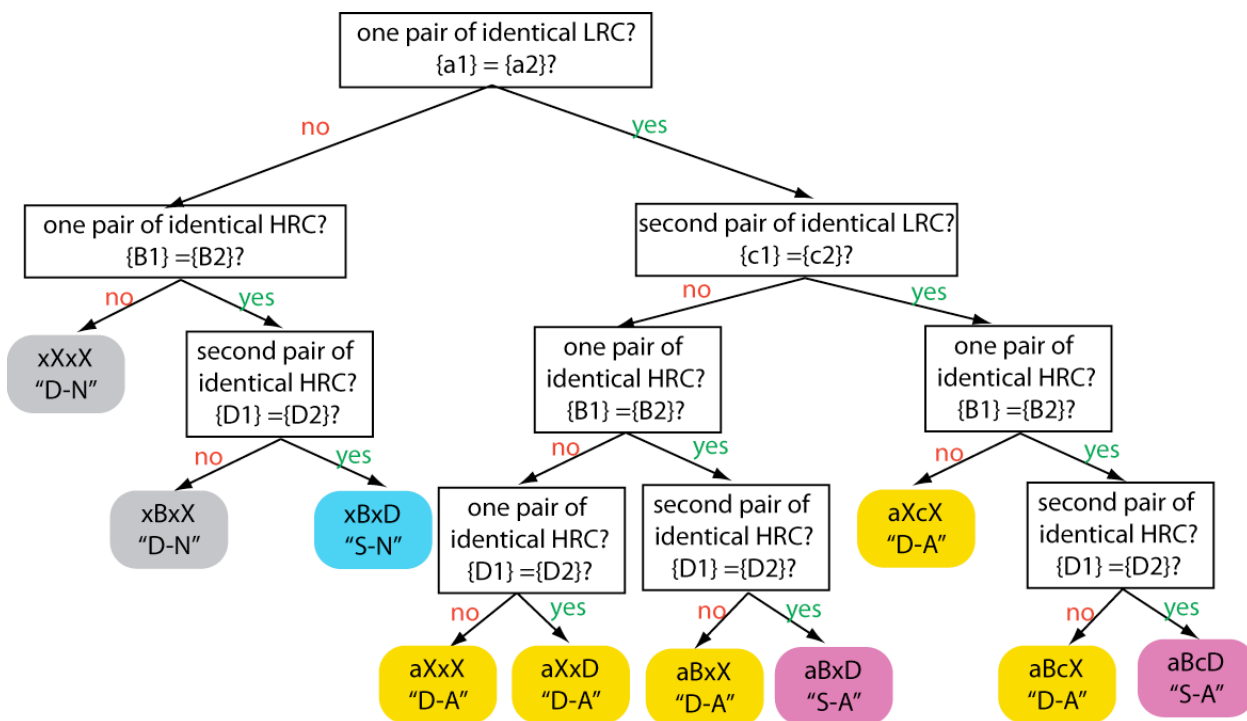 one pair of identical LRC?
{a1} = {a2}?
no
yes
one pair of identical HRC?
{B1} ={B2}?
second pair of identical LRC?
{c1} ={c2}?
no
yes
no
yes
xXxX
“D-N”
second pair of
identical HRC?
{D1} ={D2}?
one pair of
identical HRC?
{B1} ={B2}?
one pair of
identical HRC?
{B1} ={B2}?
no
yes
no
yes
no
yes
xBxX
“D-N”
xBxD
“S-N”
one pair of
identical HRC?
{D1} ={D2}?
second pair of
identical HRC?
{D1} ={D2}?
aXcX
“D-A”
second pair of
identical HRC?
{D1} ={D2}?
no
yes
no
yes
no
yes
aXxX
“D-A”
aXxD
“D-A”
aBxX
“D-A”
aBxD
“S-A”
aBcX
“D-A”
aBcD
“S-A”